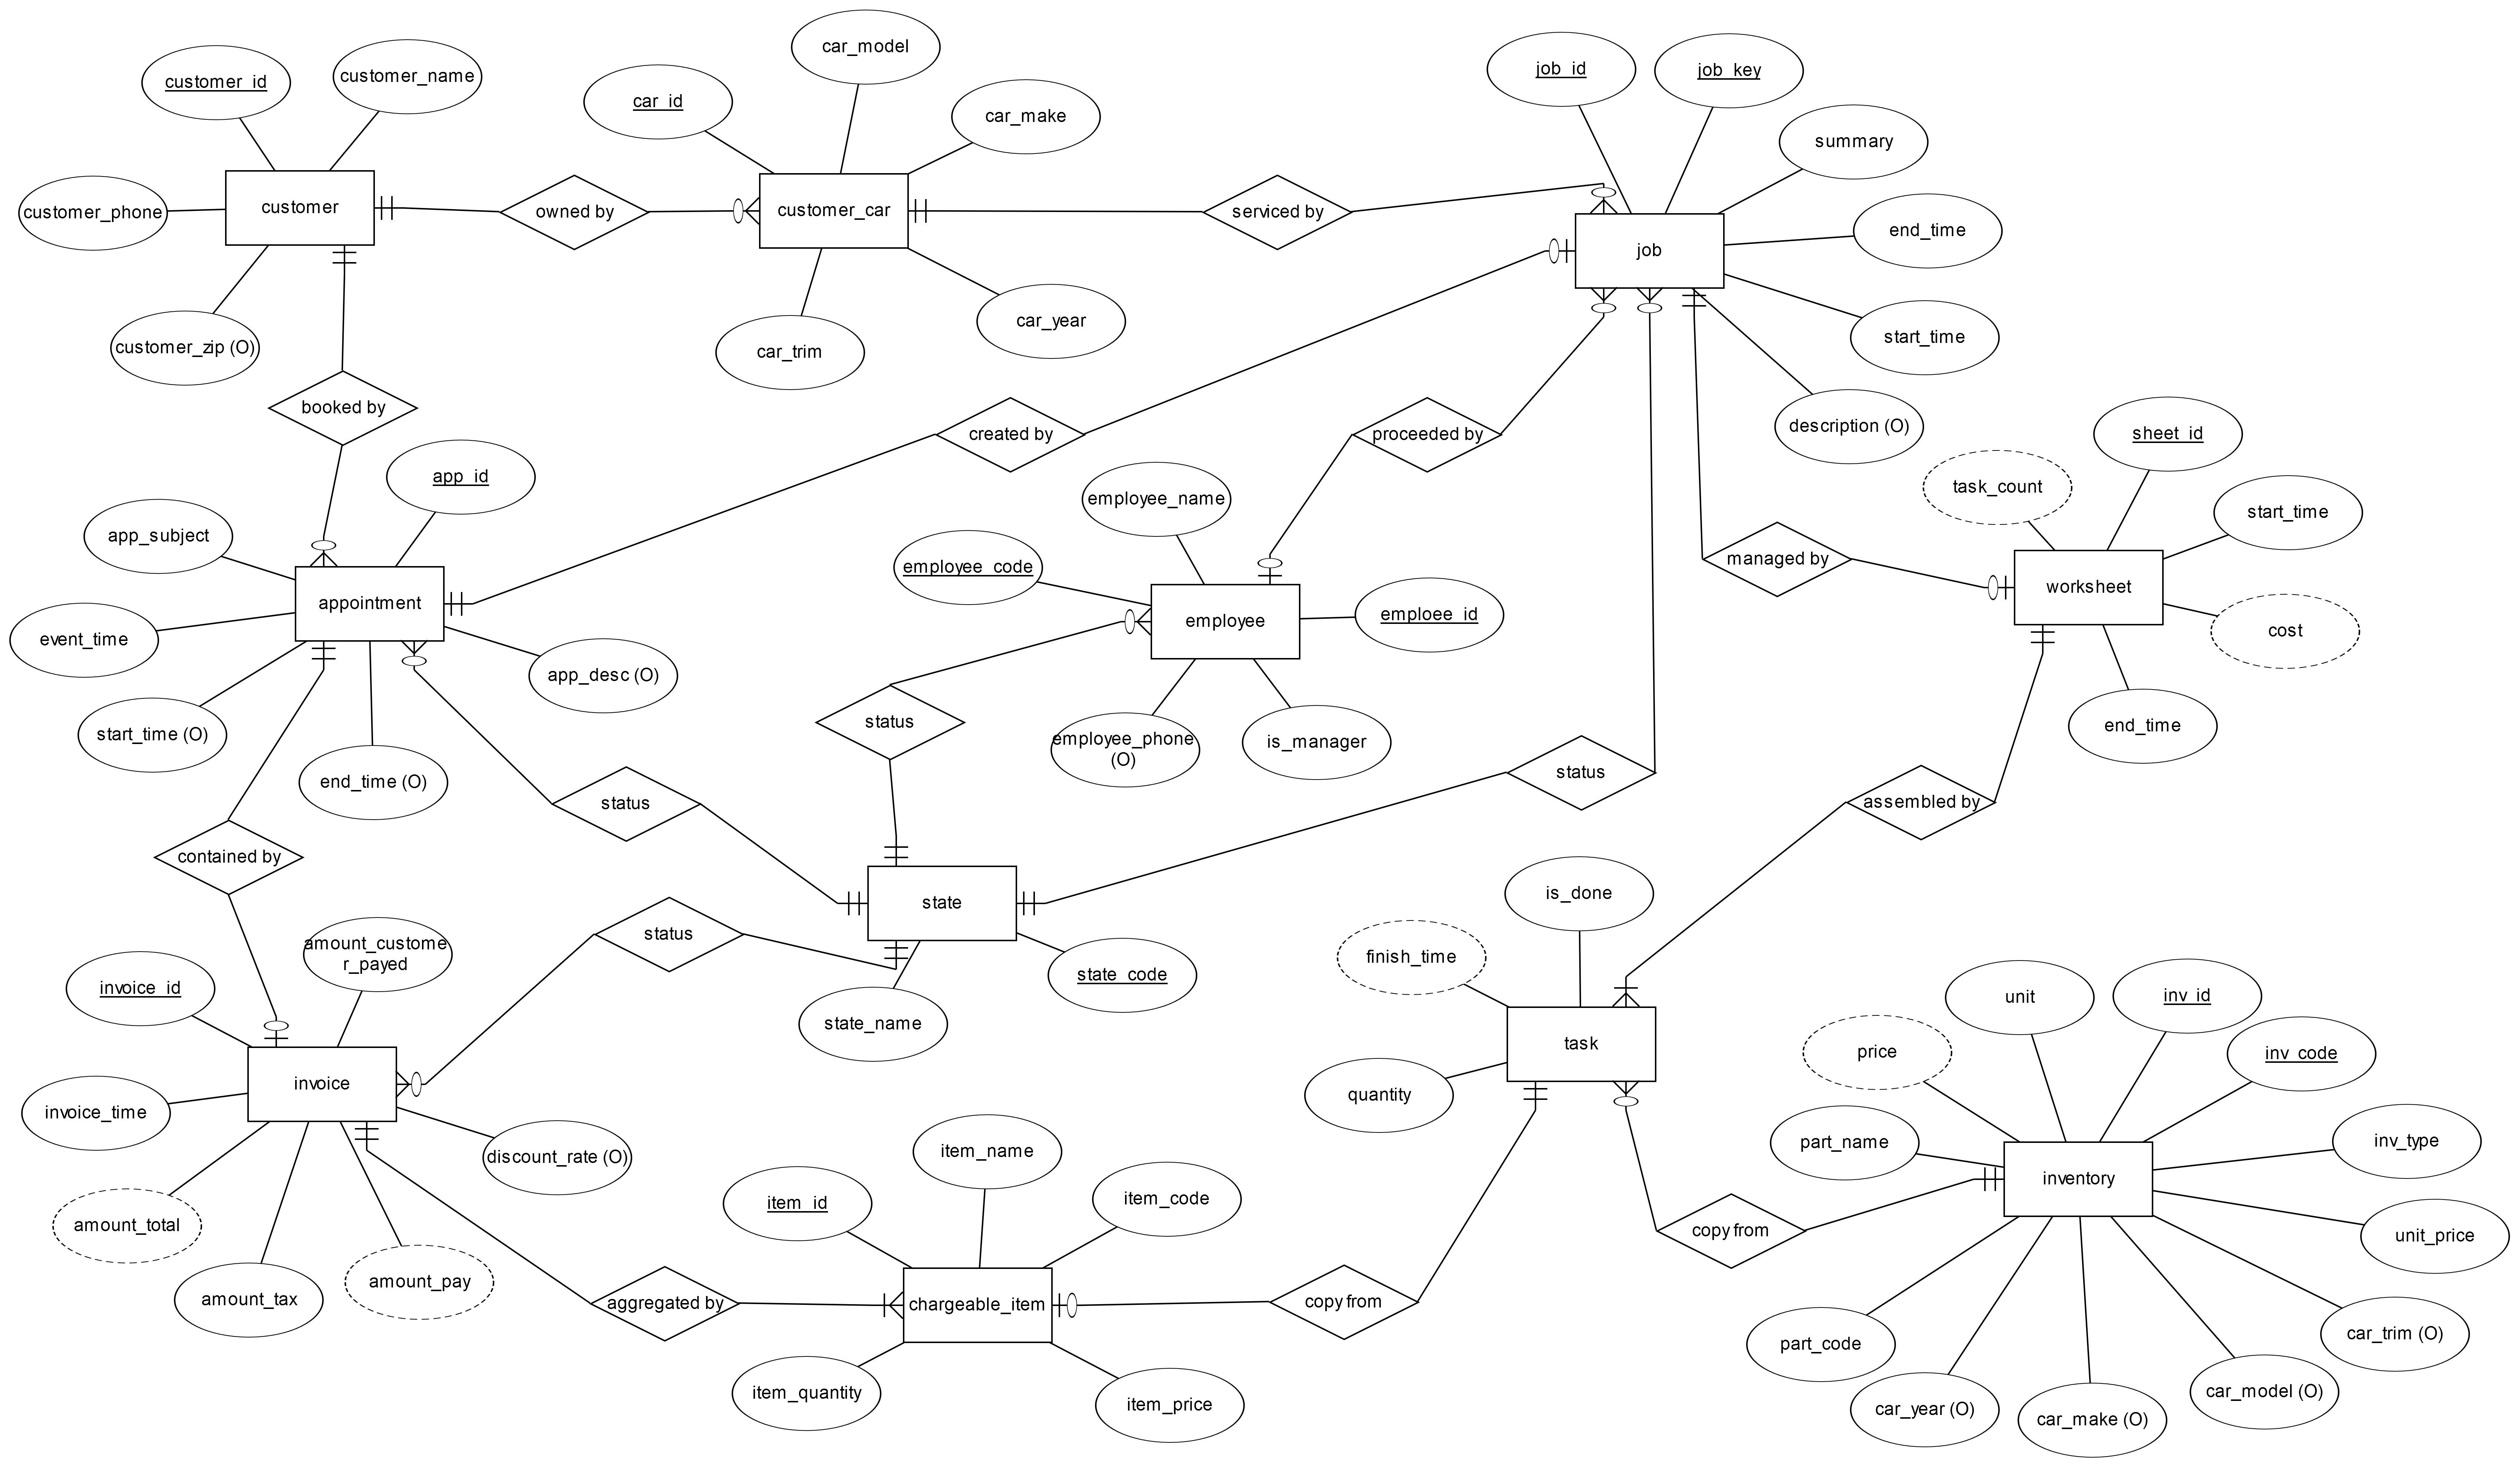 car_model
customer_id
customer_name
car_id
car_make
job_id
job_key
summary
customer_phone
customer
owned by
customer_car
serviced by
job
end_time
customer_zip (O)
car_trim
car_year
start_time
booked by
created by
proceeded by
description (O)
app_id
app_subject
employee_name
task_count
sheet_id
start_time
employee_code
managed by
worksheet
appointment
event_time
employee
emploee_id
cost
app_desc (O)
start_time (O)
end_time (O)
status
employee_phone
(O)
is_manager
end_time
status
status
assembled by
contained by
state
is_done
status
amount_custome
r_payed
state_code
state_name
finish_time
invoice_id
unit
inv_id
price
inv_code
task
invoice
invoice_time
quantity
part_name
inv_type
inventory
discount_rate (O)
item_name
item_id
item_code
copy from
unit_price
amount_total
amount_tax
amount_pay
aggregated by
chargeable_item
copy from
part_code
car_trim (O)
item_quantity
item_price
car_year (O)
car_make (O)
car_model (O)